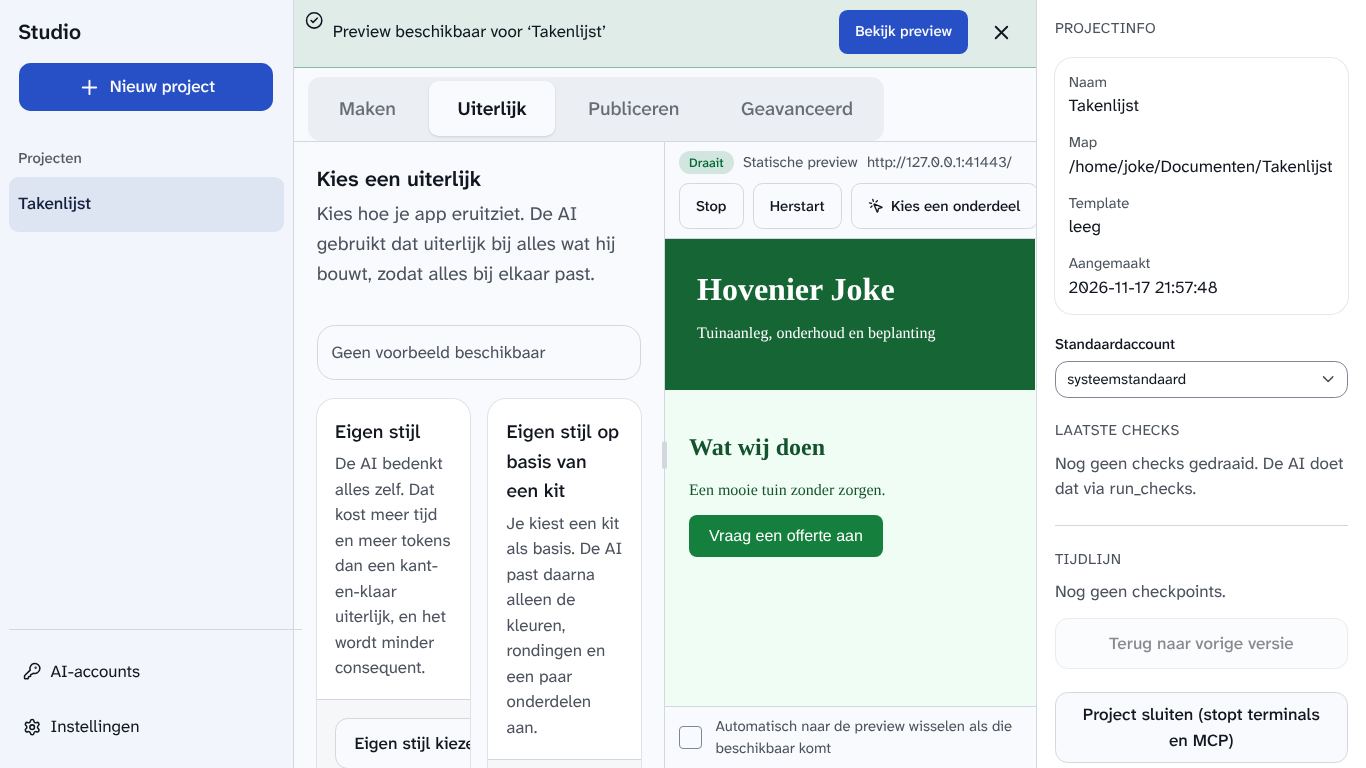 Studio
Nieuw project
Projecten
Takenlijst
AI-accounts
Instellingen
Preview beschikbaar voor ‘Takenlijst’
Bekijk preview
Maken
Uiterlijk
Publiceren
Geavanceerd
Kies een uiterlijk
Kies hoe je app eruitziet. De AI
gebruikt dat uiterlijk bij alles wat hij
bouwt, zodat alles bij elkaar past.
Geen voorbeeld beschikbaar
Eigen stijl
De AI bedenkt
alles zelf. Dat
kost meer tijd
en meer tokens
dan een kant-
en-klaar
uiterlijk, en het
wordt minder
consequent.
Eigen stijl kieze
Eigen stijl op
basis van
een kit
Je kiest een kit
als basis. De AI
past daarna
alleen de
kleuren,
rondingen en
een paar
onderdelen
aan.
Draait
Statische preview
http://127.0.0.1:41443/
Stop
Herstart
Kies een onderdeel
Hovenier Joke
Tuinaanleg, onderhoud en beplanting
Wat wij doen
Een mooie tuin zonder zorgen.
Vraag een offerte aan
Automatisch naar de preview wisselen als die
beschikbaar komt
PROJECTINFO
Naam
Takenlijst
Map
/home/joke/Documenten/Takenlijst
Template
leeg
Aangemaakt
2026-11-17 21:57:48
Standaardaccount
systeemstandaard
LAATSTE CHECKS
Nog geen checks gedraaid. De AI doet
dat via run_checks.
TIJDLIJN
Nog geen checkpoints.
Terug naar vorige versie
Project sluiten (stopt terminals
en MCP)